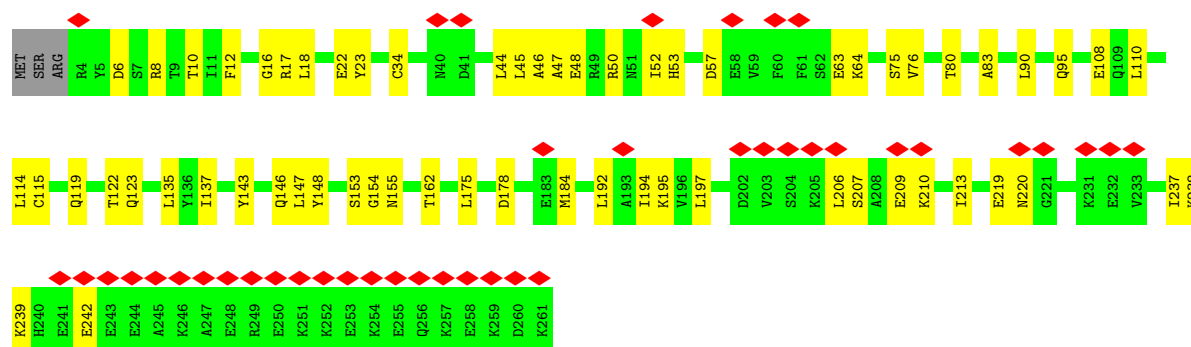 MET SER ARG R4 Y5 D6 S7 R8 T9 T10 I11 F12 G16 R17 L18 E22 Y23 C34 N40 D41 L44 L45 A46 A47 E48 R49 R50 N51 I52 H53 D57 E58 V59 F60 F61 S62 E63 K64 S75 V76 T80 A83 L90 Q95 E108 Q109 L110
L114 C115 Q119 T122 Q123 L135 Y136 I137 Y143 Q146 L147 Y148 S153 G154 N155 T162 L175 D178 E183 M184 L192 A193 I194 K195 V196 L197 D202 V203 S204 K205 L206 S207 A208 E209 K210 I213 E219 N220 G221 K231 E232 V233 I237
K239 H240 E241 E242 E243 E244 A245 K246 A247 E248 R249 E250 K251 K252 E253 K254 E255 Q256 K257 E258 K259 D260 K261